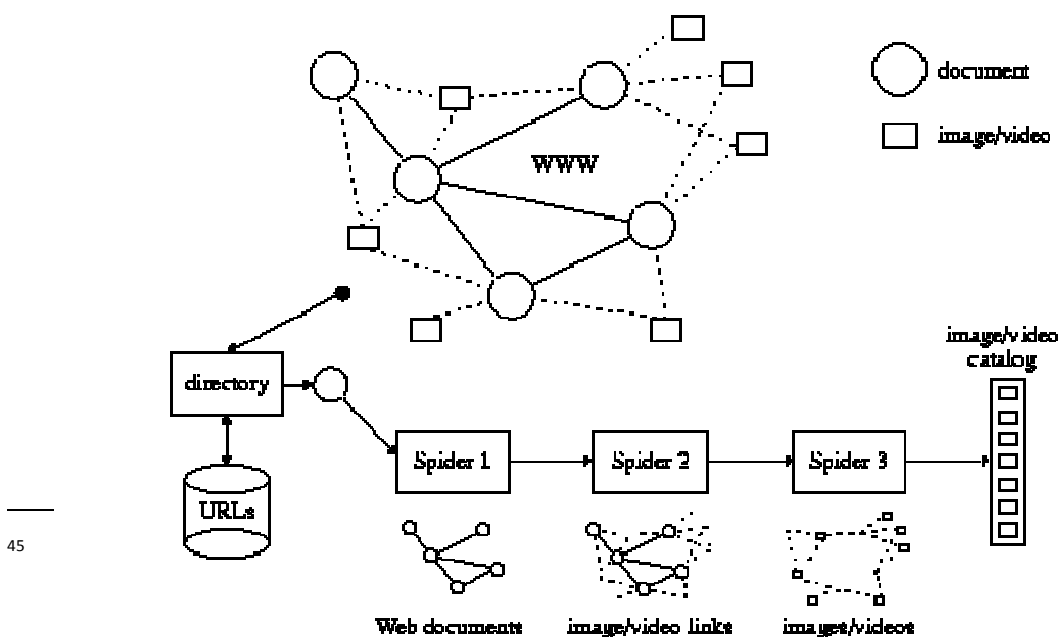 document
image/video
WWW
image/video
catalog
directory
Spider 1
Spider 2
Spider 3
URLs
45
Web documents
image/video links
images/videos